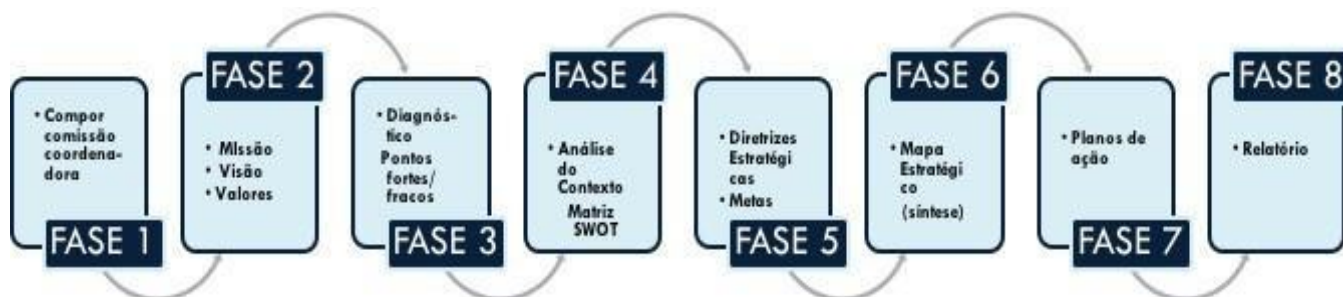 • Compor
comissão
coordena-
dora
FASE 1
FASE 2
• MIssão
• Visão
• Valores
• Diagnós-
tico
Pontos
fortes/
fracos
FASE 3
FASE 4
• Análise
do
Contexto
Matriz
SWOT
• Diretrizes
Estratégi
cas
• Metas
FASE 5
FASE 6
• Mapa
Estratégi
co
(síntese)
• Planos de
ação
FASE 7
FASE 8
• Relatório